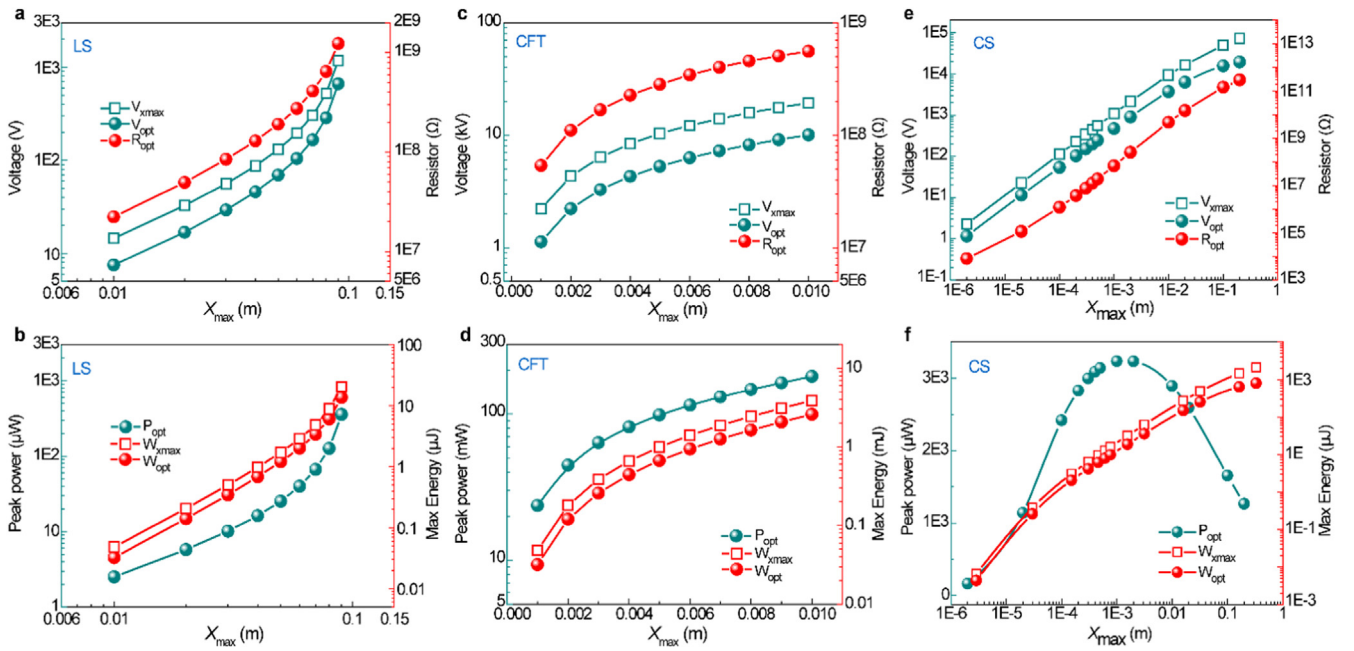 a
LS
3E3
1E3
1E2
10
5
Voltage (V)
V_xmax
V_opt
R_opt
2E9
1E9
1E8
1E7
5E6
Resistor (Ω)
0.006
0.01
0.1
0.15
X_max (m)
c
CFT
100
10
1
0.5
Voltage (kV)
V_xmax
V_opt
R_opt
1E9
1E8
1E7
1E6
Resistor (Ω)
0.000
0.002
0.004
0.006
0.008
0.010
X_max (m)
e
CS
1E5
1E4
1E3
1E2
1E1
1
1E-1
Voltage (V)
V_xmax
V_opt
R_opt
1E13
1E11
1E9
1E7
1E5
1E3
Resistor (Ω)
1E-6
1E-5
1E-4
1E-3
1E-2
1E-1
1
X_max (m)
b
LS
3E3
1E3
1E2
10
1
Peak power (µW)
P_opt
W_xmax
W_opt
100
10
1
0.1
0.01
Max Energy (µJ)
0.006
0.01
0.1
X_max (m)
d
CFT
300
100
10
5
Peak power (mW)
P_opt
W_xmax
W_opt
10
1
0.1
0.01
Max Energy (mJ)
0.000
0.002
0.004
0.006
0.008
0.010
X_max (m)
f
CS
3E3
2E3
1E3
0
Peak power (µW)
P_opt
W_xmax
W_opt
1E3
1E1
1E-1
1E-3
Max Energy (µJ)
1E-6
1E-5
1E-4
1E-3
0.01
0.1
1
X_max (m)